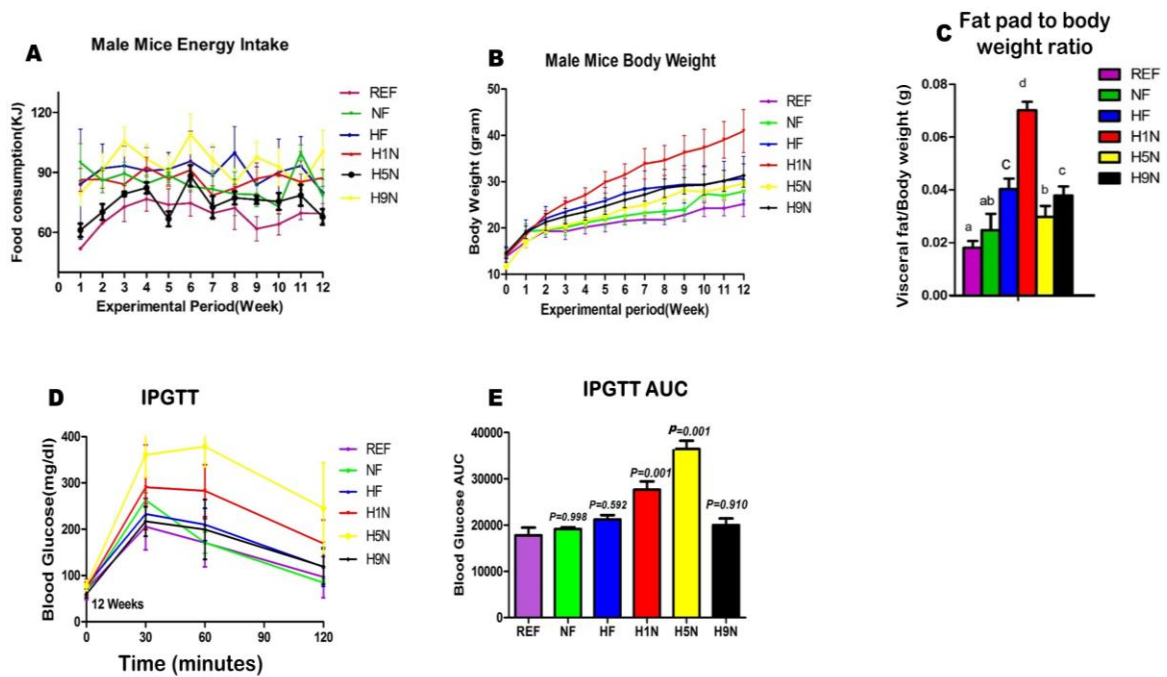 A
Male Mice Energy Intake
Food consumption(KJ)
120
90
60
0 1 2 3 4 5 6 7 8 9 10 11 12
Experimental Period(Week)
REF
NF
HF
H1N
H5N
H9N
B
Male Mice Body Weight
Body Weight (gram)
50
40
30
20
10
0 1 2 3 4 5 6 7 8 9 10 11 12
Experimental period(Week)
REF
NF
HF
H1N
H5N
H9N
C
Fat pad to body
weight ratio
Visceral fat/Body weight (g)
0.08
0.06
0.04
0.02
0.00
a
ab
C
d
b
c
REF
NF
HF
H1N
H5N
H9N
D
IPGTT
Blood Glucose(mg/dl)
400
300
200
100
0
12 Weeks
0 30 60 90 120
Time (minutes)
REF
NF
HF
H1N
H5N
H9N
E
IPGTT AUC
Blood Glucose AUC
40000
30000
20000
10000
0
P=0.998
P=0.592
P=0.001
P=0.001
P=0.910
REF NF HF H1N H5N H9N